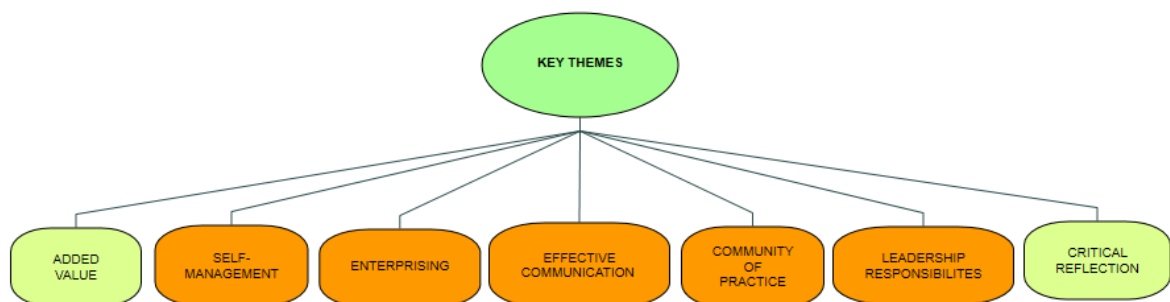 KEY THEMES
ADDED
VALUE
SELF-
MANAGEMENT
ENTERPRISING
EFFECTIVE
COMMUNICATION
COMMUNITY
OF
PRACTICE
LEADERSHIP
RESPONSIBILITES
CRITICAL
REFLECTION